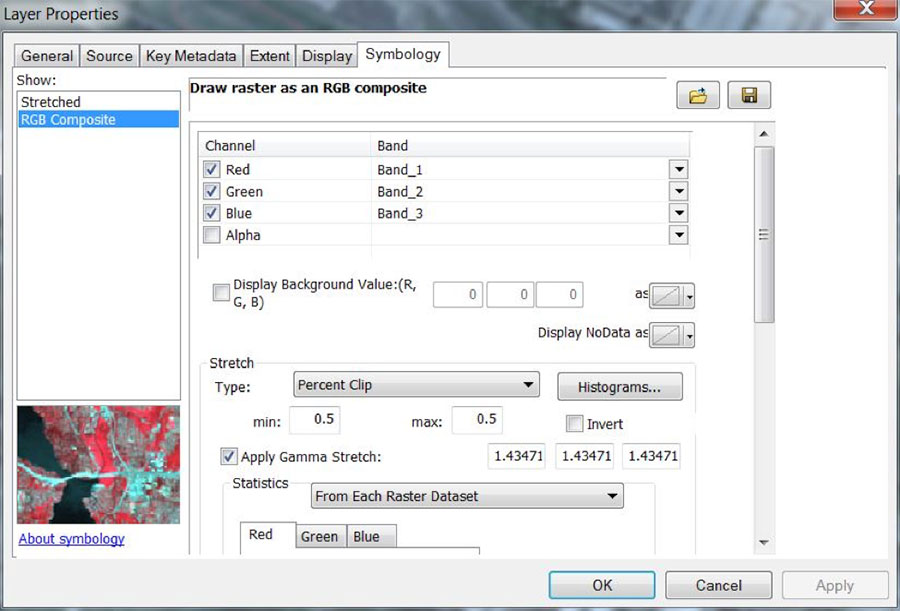 Layer Properties
General Source Key Metadata Extent Display Symbology
Show:
Stretched
RGB Composite
About symbology
Draw raster as an RGB composite
Channel Band
Red Band_1
Green Band_2
Blue Band_3
Alpha
Display Background Value:(R, G, B) 0 0 0 as
Display NoData as
Stretch
Type: Percent Clip Histograms...
min: 0.5 max: 0.5 Invert
Apply Gamma Stretch: 1.43471 1.43471 1.43471
Statistics
From Each Raster Dataset
Red Green Blue
OK Cancel Apply